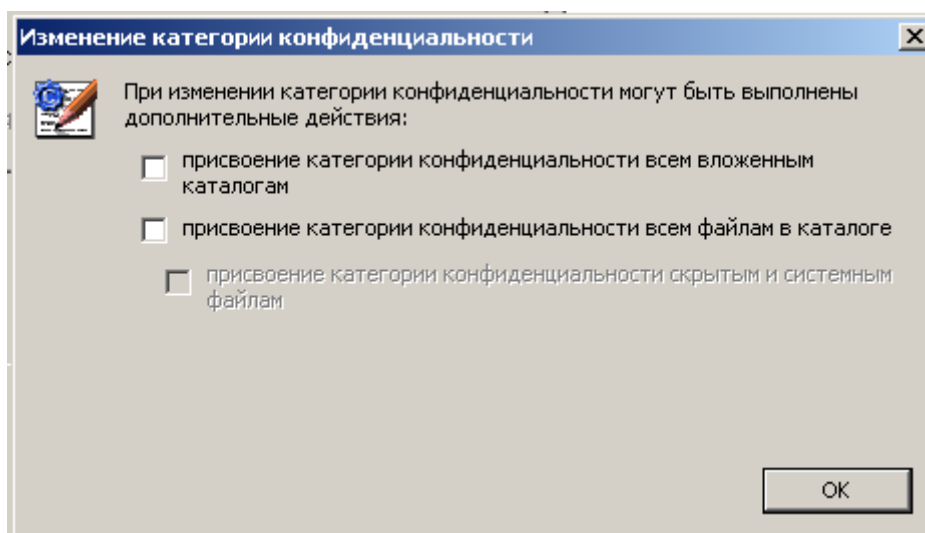 Изменение категории конфиденциальности
При изменении категории конфиденциальности могут быть выполнены
дополнительные действия:
присвоение категории конфиденциальности всем вложенным
каталогам
присвоение категории конфиденциальности всем файлам в каталоге
присвоение категории конфиденциальности скрытым и системным
файлам
OK